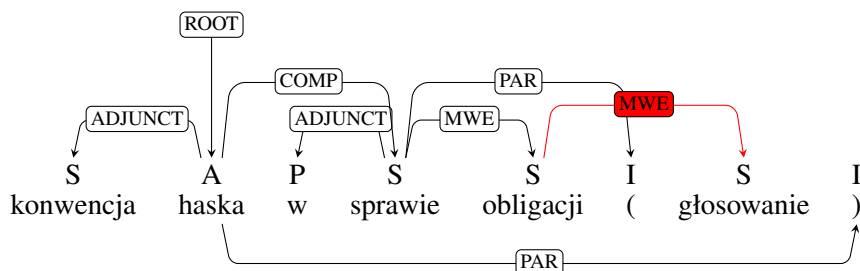 ROOT
COMP PAR
ADJUNCT ADJUNCT MWE MWE
S A P S S I S I
konwencja haska w sprawie obligacji ( głosowanie )
PAR